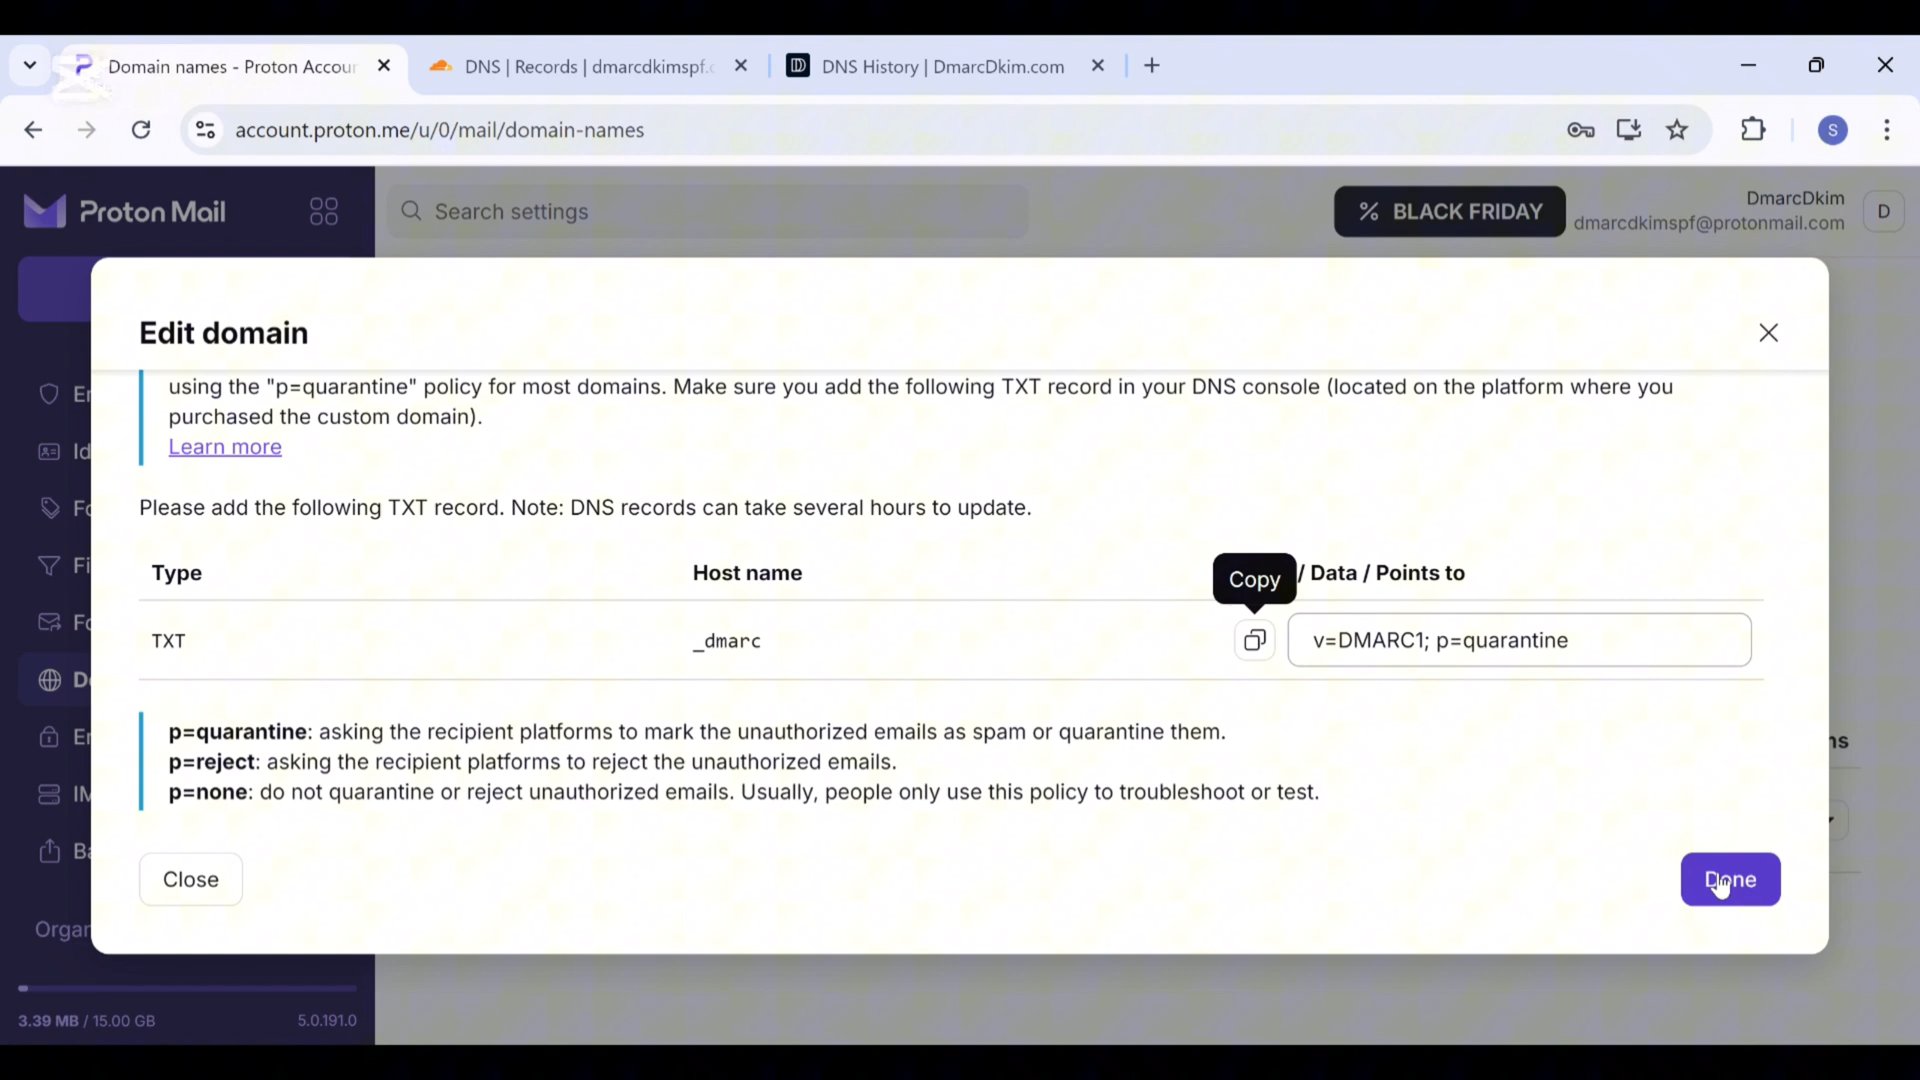 Domain names - Proton Accour
DNS | Records | dmarcdkimspf.c
DNS History | DmarcDkim.com
account.proton.me/u/0/mail/domain-names
S
Proton Mail
Search settings
% BLACK FRIDAY
DmarcDkim
dmarcdkimspf@protonmail.com
D
Edit domain
using the "p=quarantine" policy for most domains. Make sure you add the following TXT record in your DNS console (located on the platform where you
purchased the custom domain).
Learn more
Please add the following TXT record. Note: DNS records can take several hours to update.
Type
Host name
Copy
/ Data / Points to
TXT
_dmarc
v=DMARC1; p=quarantine
p=quarantine: asking the recipient platforms to mark the unauthorized emails as spam or quarantine them.
p=reject: asking the recipient platforms to reject the unauthorized emails.
p=none: do not quarantine or reject unauthorized emails. Usually, people only use this policy to troubleshoot or test.
Close
Done
Organ
3.39 MB / 15.00 GB
5.0.191.0